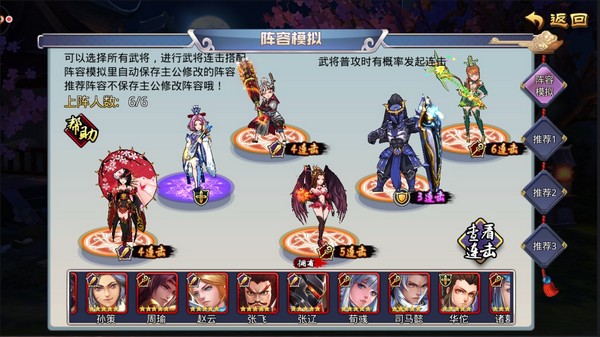 阵容模拟
返回
可以选择所有武将，进行武将连击搭配
阵容模拟里自动保存主公修改的阵容
推荐阵容不保存主公修改阵容哦！
武将普攻时有概率发起连击
上阵人数: 6/6
帮助
阵容
模拟
推荐1
推荐2
推荐3
4连击
6连击
3连击
4连击
5连击
查看
连击
拥有
孙策
周瑜
赵云
张飞
张辽
荀彧
司马懿
华佗